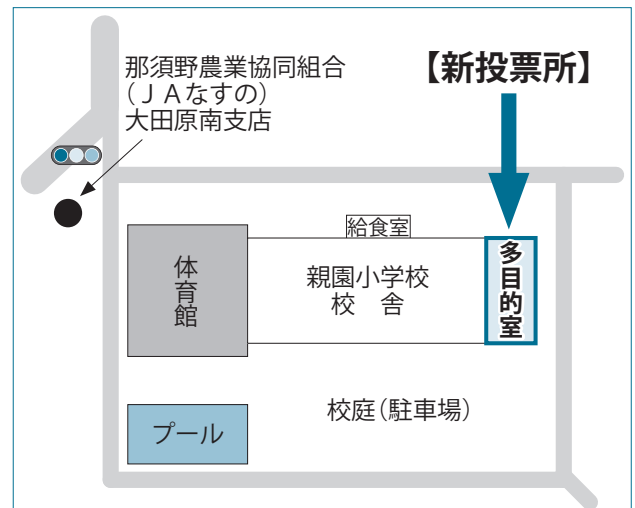 那須野農業協同組合
（ＪＡなすの）
大田原南支店
【新投票所】
給食室
体育館
親園小学校
校　舎
多目的室
校庭（駐車場）
プール